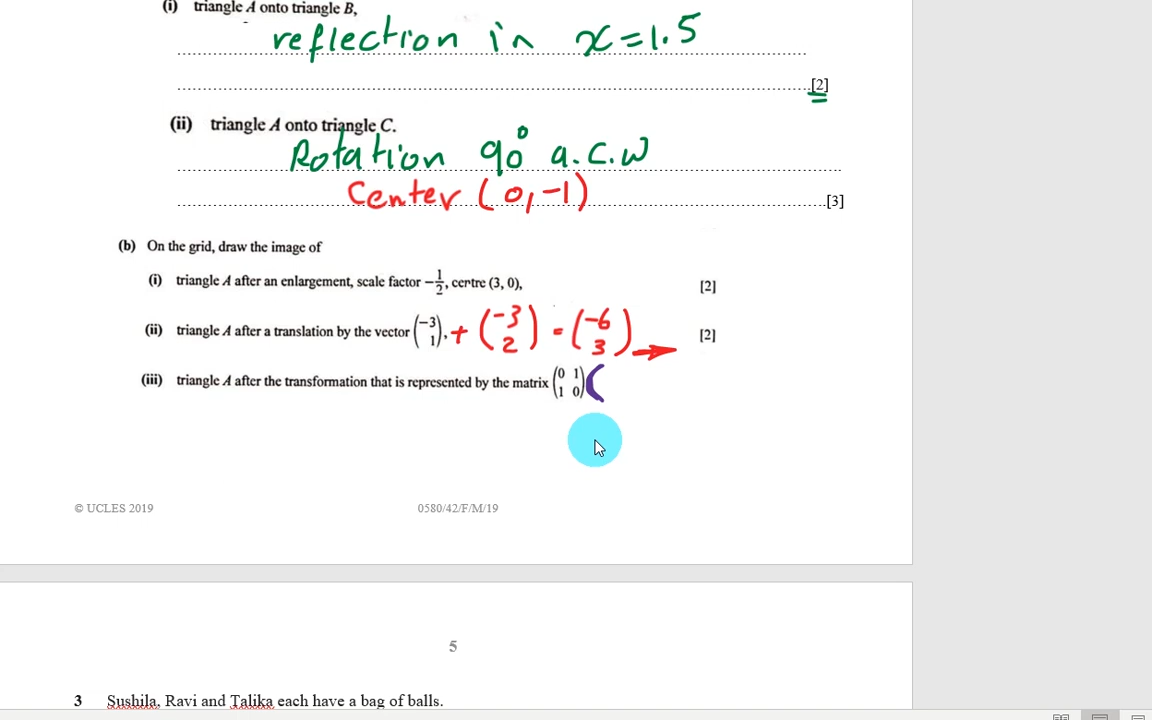 (i) triangle A onto triangle B,
reflection in x=1.5
[2]
(ii) triangle A onto triangle C.
Rotation 90° a.c.w
Center (0,-1)
[3]
(b) On the grid, draw the image of
(i) triangle A after an enlargement, scale factor −1/2, centre (3, 0), [2]
(ii) triangle A after a translation by the vector (−3 1), + (-3 2) = (-6 3) → [2]
(iii) triangle A after the transformation that is represented by the matrix (0 1 1 0) (
© UCLES 2019 0580/42/F/M/19
5
3 Sushila, Ravi and Talika each have a bag of balls.